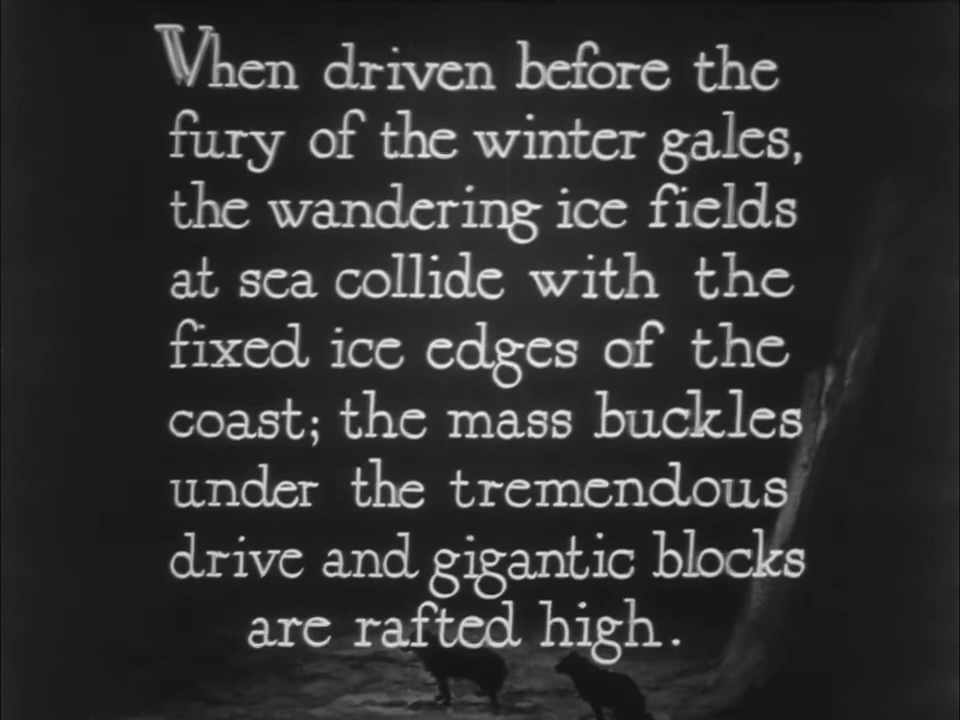 When driven before the
fury of the winter gales,
the wandering ice fields
at sea collide with the
fixed ice edges of the
coast; the mass buckles
under the tremendous
drive and gigantic blocks
are rafted high.